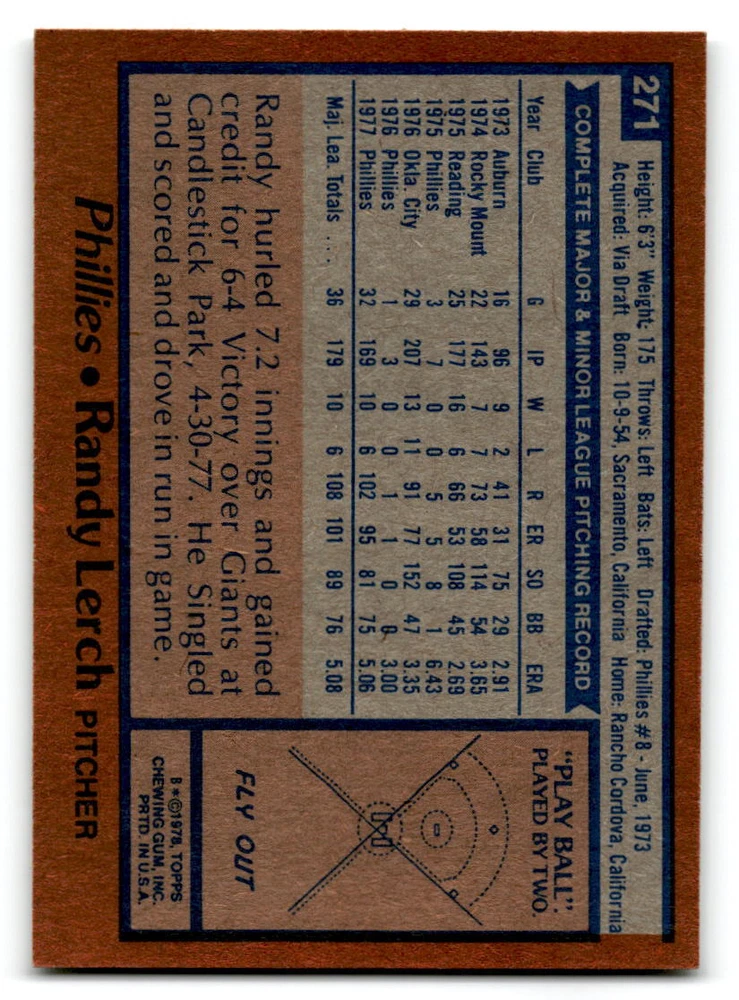 271
Height: 6'3" Weight: 175 Throws: Left Bats: Left Drafted: Phillies #8 - June, 1973
Acquired: Via Draft Born: 10-9-54, Sacramento, California Home: Rancho Cordova, California
COMPLETE MAJOR & MINOR LEAGUE PITCHING RECORD
Year Club G IP W L R ER SO BB ERA
1973 Auburn 16 96 9 2 41 31 75 29 2.91
1974 Rocky Mount 22 143 7 7 73 58 114 54 3.65
1975 Reading 25 177 16 6 66 53 108 45 2.69
1975 Phillies 3 7 0 0 5 5 8 1 6.43
1976 Okla. City 29 207 13 11 91 77 152 47 3.35
1976 Phillies 1 3 0 0 1 1 0 0 3.00
1977 Phillies 32 169 10 6 102 95 81 75 5.06
Maj. Lea. Totals .... 36 179 10 6 108 101 89 76 5.08
Randy hurled 7.2 innings and gained
credit for 6-4 Victory over Giants at
Candlestick Park, 4-30-77. He Singled
and scored and drove in run in game.
Phillies • Randy Lerch PITCHER
"PLAY BALL".
PLAYED BY TWO.
FLY OUT
B *©1978, TOPPS
CHEWING GUM, INC.
PRTD. IN U.S.A.